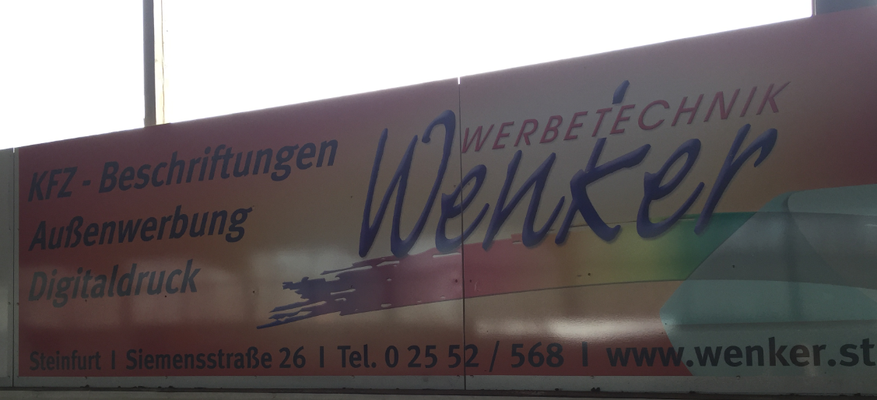 KFZ - Beschriftungen
Außenwerbung
Digitaldruck
WERBETECHNIK
Wenker
Steinfurt | Siemensstraße 26 | Tel. 0 25 52 / 568 | www.wenker.st